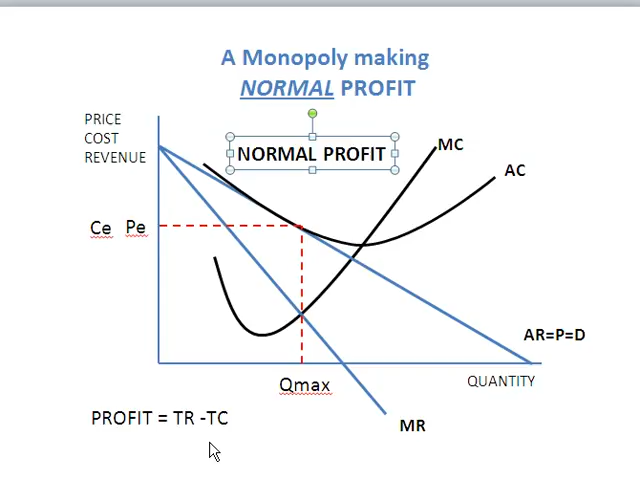 A Monopoly making
NORMAL PROFIT
PRICE
COST
REVENUE
NORMAL PROFIT
MC
AC
Ce Pe
AR=P=D
Qmax
QUANTITY
PROFIT = TR -TC
MR